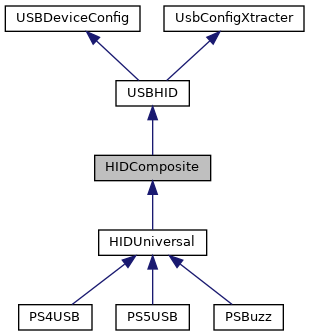 USBDeviceConfig
UsbConfigXtracter
USBHID
HIDComposite
HIDUniversal
PS4USB
PS5USB
PSBuzz